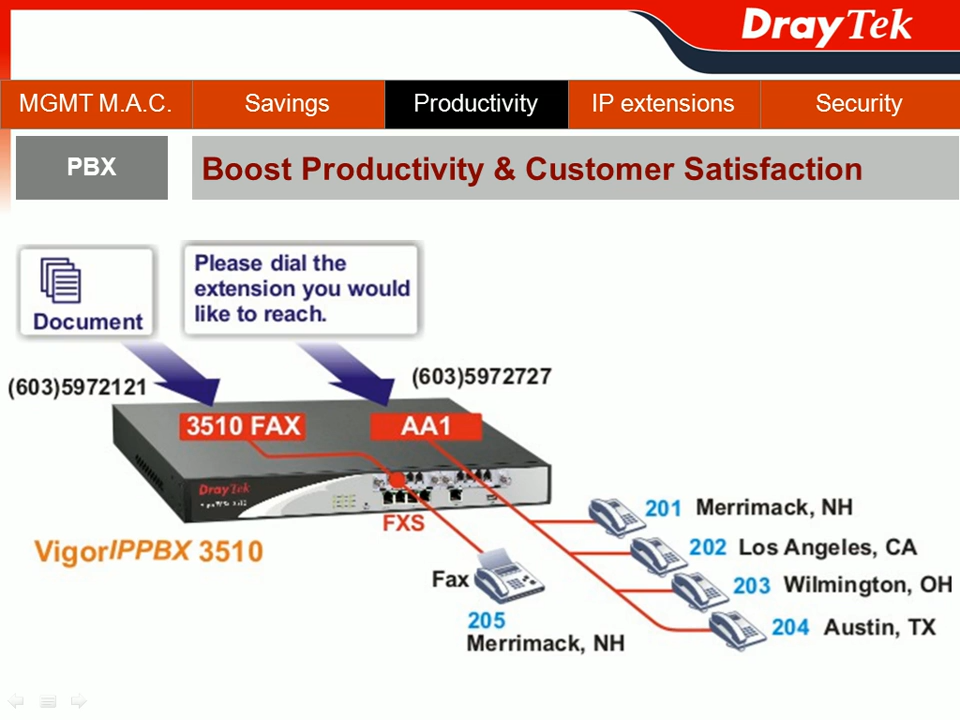 DrayTek
MGMT M.A.C.
Savings
Productivity
IP extensions
Security
PBX
Boost Productivity & Customer Satisfaction
Document
Please dial the
extension you would
like to reach.
(603)5972121
(603)5972727
3510 FAX
AA1
DrayTek
FXS
VigorIPPBX 3510
201 Merrimack, NH
202 Los Angeles, CA
203 Wilmington, OH
204 Austin, TX
Fax
205
Merrimack, NH